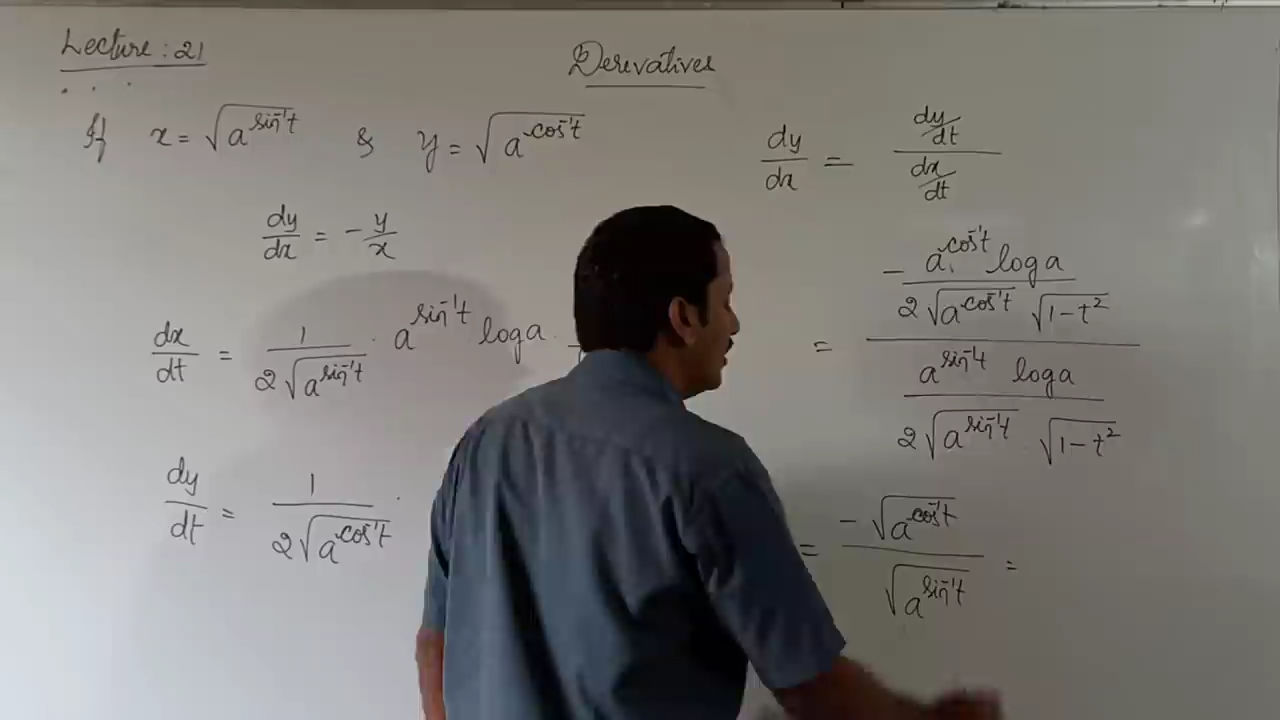 Lecture : 21
Derevatives
If x = √(a^(sin⁻¹t)) & y = √(a^(cos⁻¹t))
dy/dx = -y/x
dx/dt = 1/(2√(a^(sin⁻¹t))) · a^(sin⁻¹t) log a ·
dy/dt = 1/(2√(a^(cos⁻¹t))) ·
dy/dx = (dy/dt)/(dx/dt)
= (-a^(cos⁻¹t) log a/(2√(a^(cos⁻¹t)) √(1-t²)))/(a^(sin⁻¹t) log a/(2√(a^(sin⁻¹t)) √(1-t²)))
= -√(a^(cos⁻¹t))/√(a^(sin⁻¹t)) =